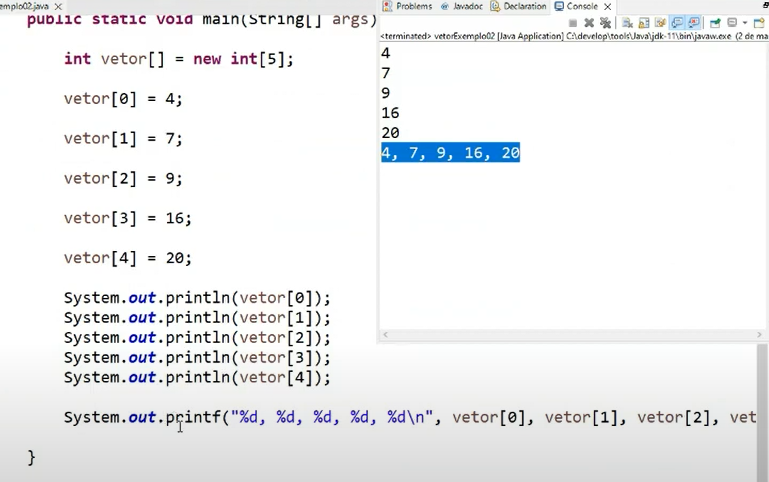 emplo02.java
public static void main(String[] args)
int vetor[] = new int[5];
vetor[0] = 4;
vetor[1] = 7;
vetor[2] = 9;
vetor[3] = 16;
vetor[4] = 20;
System.out.println(vetor[0]);
System.out.println(vetor[1]);
System.out.println(vetor[2]);
System.out.println(vetor[3]);
System.out.println(vetor[4]);
System.out.printf("%d, %d, %d, %d, %d\n", vetor[0], vetor[1], vetor[2], vet
}
Problems Javadoc Declaration Console
<terminated> vetorExemplo02 [Java Application] C:\develop\tools\Java\jdk-11\bin\javaw.exe (2 de ma
4
7
9
16
20
4, 7, 9, 16, 20